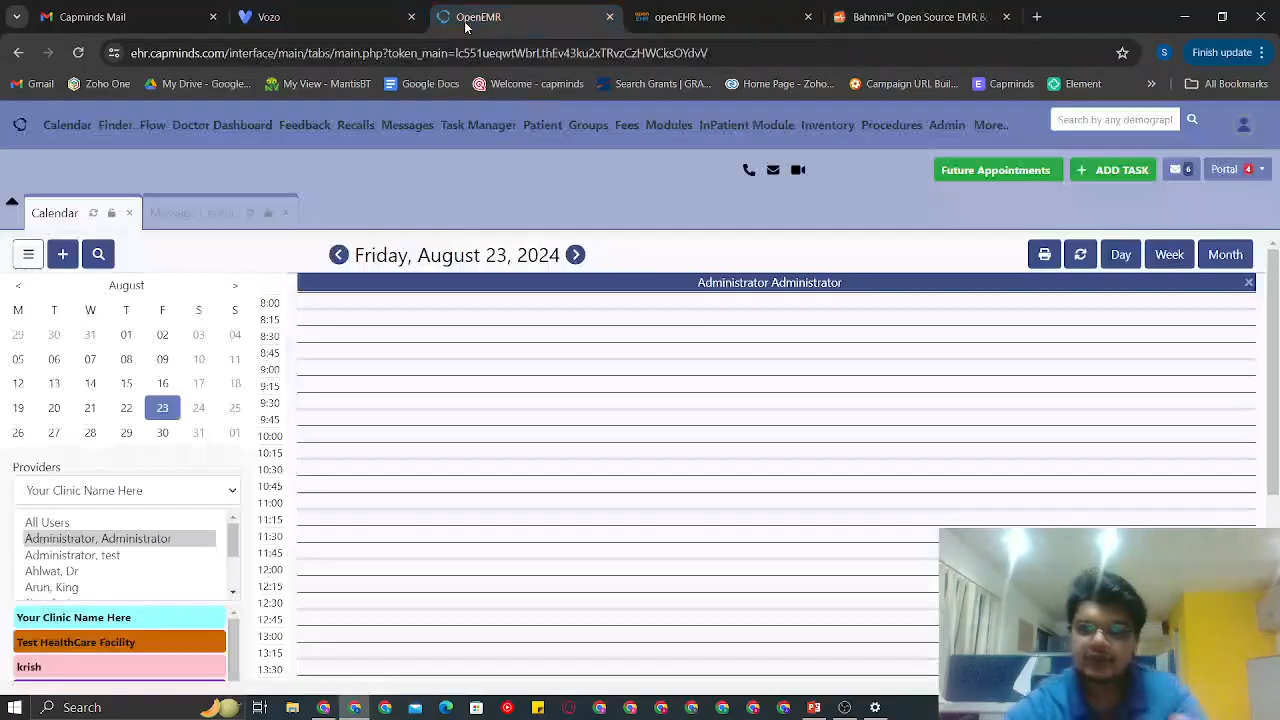 Capminds Mail
Vozo
OpenEMR
openEHR Home
Bahmni™ Open Source EMR &
ehr.capminds.com/interface/main/tabs/main.php?token_main=lc551ueqwtWbrLthEv43ku2xTRvzCzHWCksOYdvV
S
Finish update
Gmail
Zoho One
My Drive - Google...
My View - MantisBT
Google Docs
Welcome - capminds
Search Grants | GRA...
Home Page - Zoho...
Campaign URL Buil...
Capminds
Element
All Bookmarks
Calendar Finder Flow Doctor Dashboard Feedback Recalls Messages Task Manager Patient Groups Fees Modules InPatient Module Inventory Procedures Admin More..
Search by any demograph
Future Appointments
+ ADD TASK
6
Portal 4
Calendar
Friday, August 23, 2024
Day
Week
Month
< August >
Administrator Administrator
M T W T F S S
29 30 31 01 02 03 04
05 06 07 08 09 10 11
12 13 14 15 16 17 18
19 20 21 22 23 24 25
26 27 28 29 30 31 01
8:00
8:15
8:30
8:45
9:00
9:15
9:30
9:45
10:00
10:15
10:30
10:45
11:00
11:15
11:30
11:45
12:00
12:15
12:30
12:45
13:00
13:15
13:30
Providers
Your Clinic Name Here
All Users
Administrator, Administrator
Administrator, test
Ahlwat, Dr
Arun, King
Your Clinic Name Here
Test HealthCare Facility
krish
Search